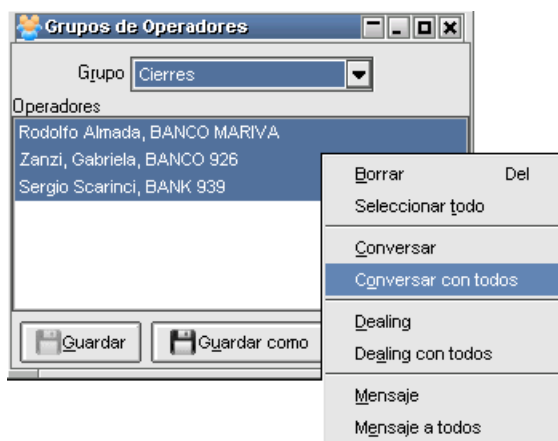 Grupos de Operadores
Grupo Cierres
Operadores
Rodolfo Almada, BANCO MARIVA
Zanzi, Gabriela, BANCO 926
Sergio Scarinci, BANK 939
Guardar Guardar como
Borrar Del
Seleccionar todo
Conversar
Conversar con todos
Dealing
Dealing con todos
Mensaje
Mensaje a todos